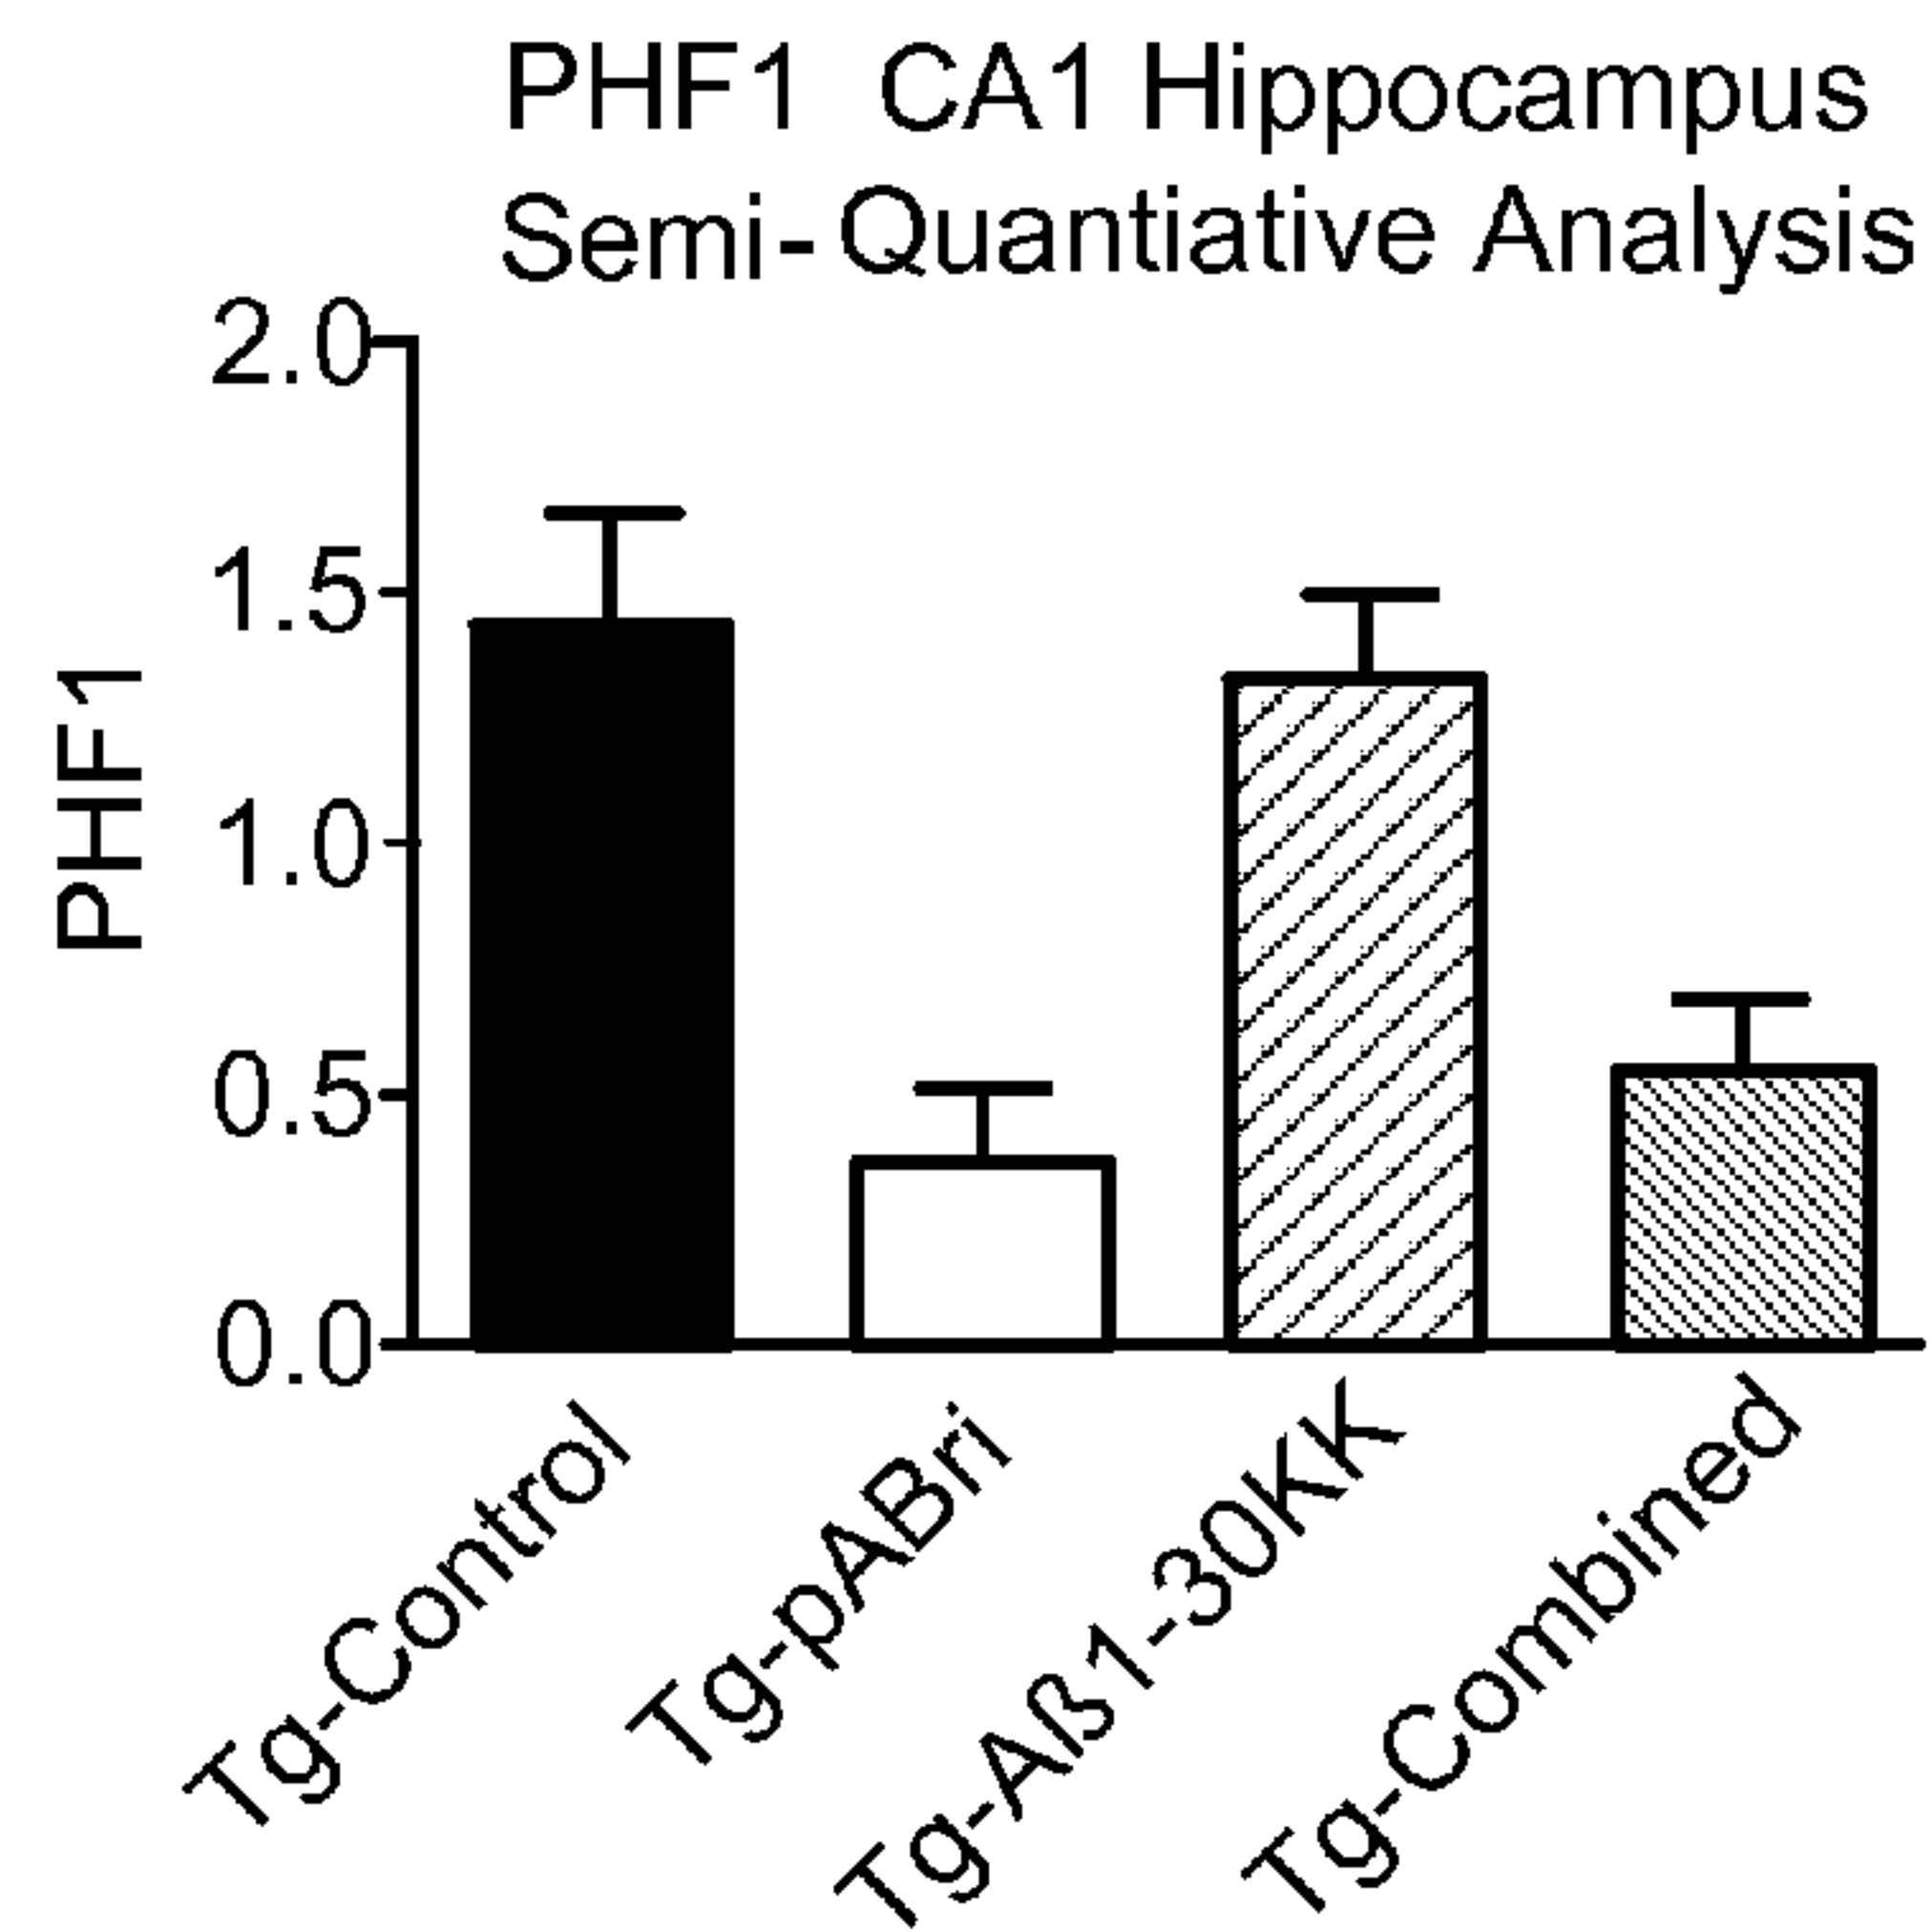 PHF1 CA1 Hippocampus
Semi-Quantiative Analysis
2.0
1.5
1.0
0.5
0.0
PHF1
Tg-Control
Tg-pABri
Tg-Aß1-30KK
Tg-Combined